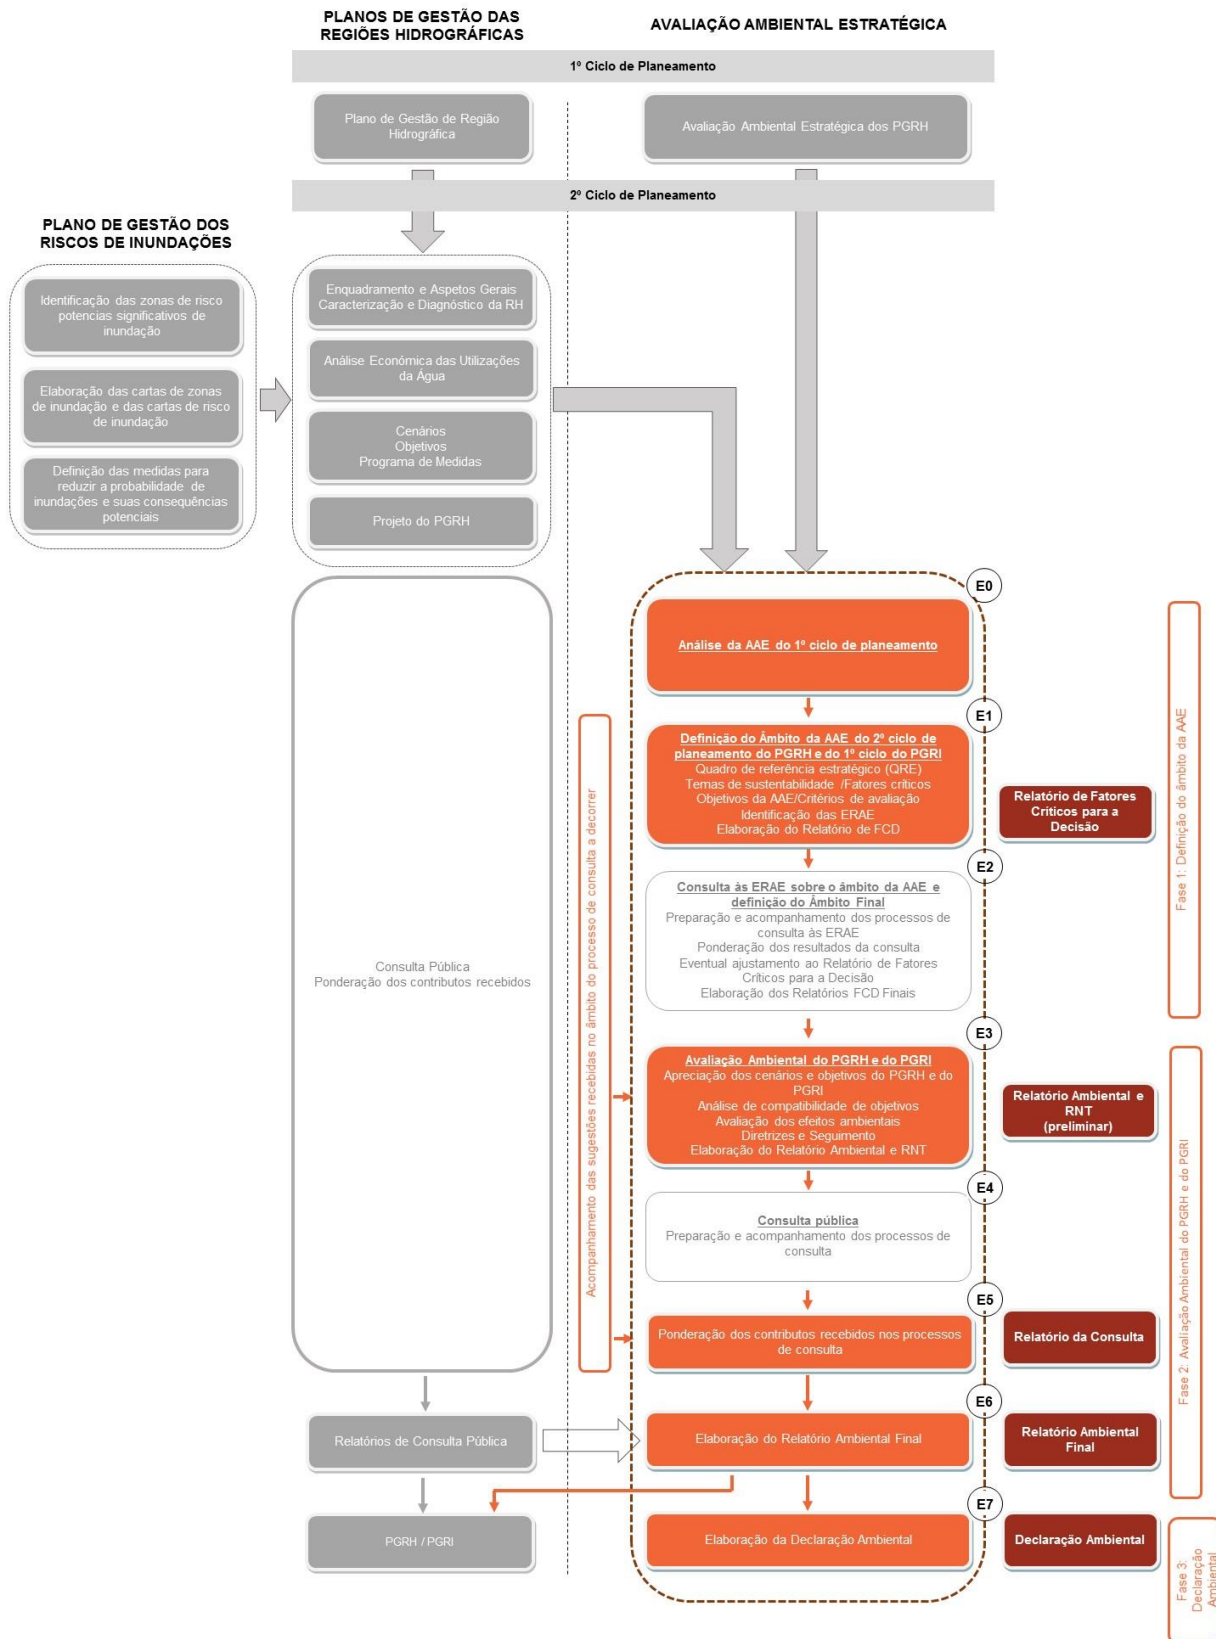 PLANOS DE GESTÃO DAS
REGIÕES HIDROGRÁFICAS
AVALIAÇÃO AMBIENTAL ESTRATÉGICA
1º Ciclo de Planeamento
Plano de Gestão de Região
Hidrográfica
Avaliação Ambiental Estratégica dos PGRH
2º Ciclo de Planeamento
PLANO DE GESTÃO DOS
RISCOS DE INUNDAÇÕES
Identificação das zonas de risco
potencias significativos de
inundação
Elaboração das cartas de zonas
de inundação e das cartas de risco
de inundação
Definição das medidas para
reduzir a probabilidade de
inundações e suas consequências
potenciais
Enquadramento e Aspetos Gerais
Caracterização e Diagnóstico da RH
Análise Económica das Utilizações
da Água
Cenários
Objetivos
Programa de Medidas
Projeto do PGRH
Consulta Pública
Ponderação dos contributos recebidos
Relatórios de Consulta Pública
PGRH / PGRI
Acompanhamento das sugestões recebidas no âmbito do processo de consulta a decorrer
E0
Análise da AAE do 1º ciclo de planeamento
E1
Definição do Âmbito da AAE do 2º ciclo de
planeamento do PGRH e do 1º ciclo do PGRI
Quadro de referência estratégico (QRE)
Temas de sustentabilidade /Fatores críticos
Objetivos da AAE/Critérios de avaliação
Identificação das ERAE
Elaboração do Relatório de FCD
Relatório de Fatores
Críticos para a
Decisão
E2
Consulta às ERAE sobre o âmbito da AAE e
definição do Âmbito Final
Preparação e acompanhamento dos processos de
consulta às ERAE
Ponderação dos resultados da consulta
Eventual ajustamento ao Relatório de Fatores
Críticos para a Decisão
Elaboração dos Relatórios FCD Finais
E3
Avaliação Ambiental do PGRH e do PGRI
Apreciação dos cenários e objetivos do PGRH e do
PGRI
Análise de compatibilidade de objetivos
Avaliação dos efeitos ambientais
Diretrizes e Seguimento
Elaboração do Relatório Ambiental e RNT
Relatório Ambiental e
RNT
(preliminar)
E4
Consulta pública
Preparação e acompanhamento dos processos de
consulta
E5
Ponderação dos contributos recebidos nos processos
de consulta
Relatório da Consulta
E6
Elaboração do Relatório Ambiental Final
Relatório Ambiental
Final
E7
Elaboração da Declaração Ambiental
Declaração Ambiental
Fase 1: Definição do âmbito da AAE
Fase 2: Avaliação Ambiental do PGRH e do PGRI
Fase 3:
Declaração
Ambiental